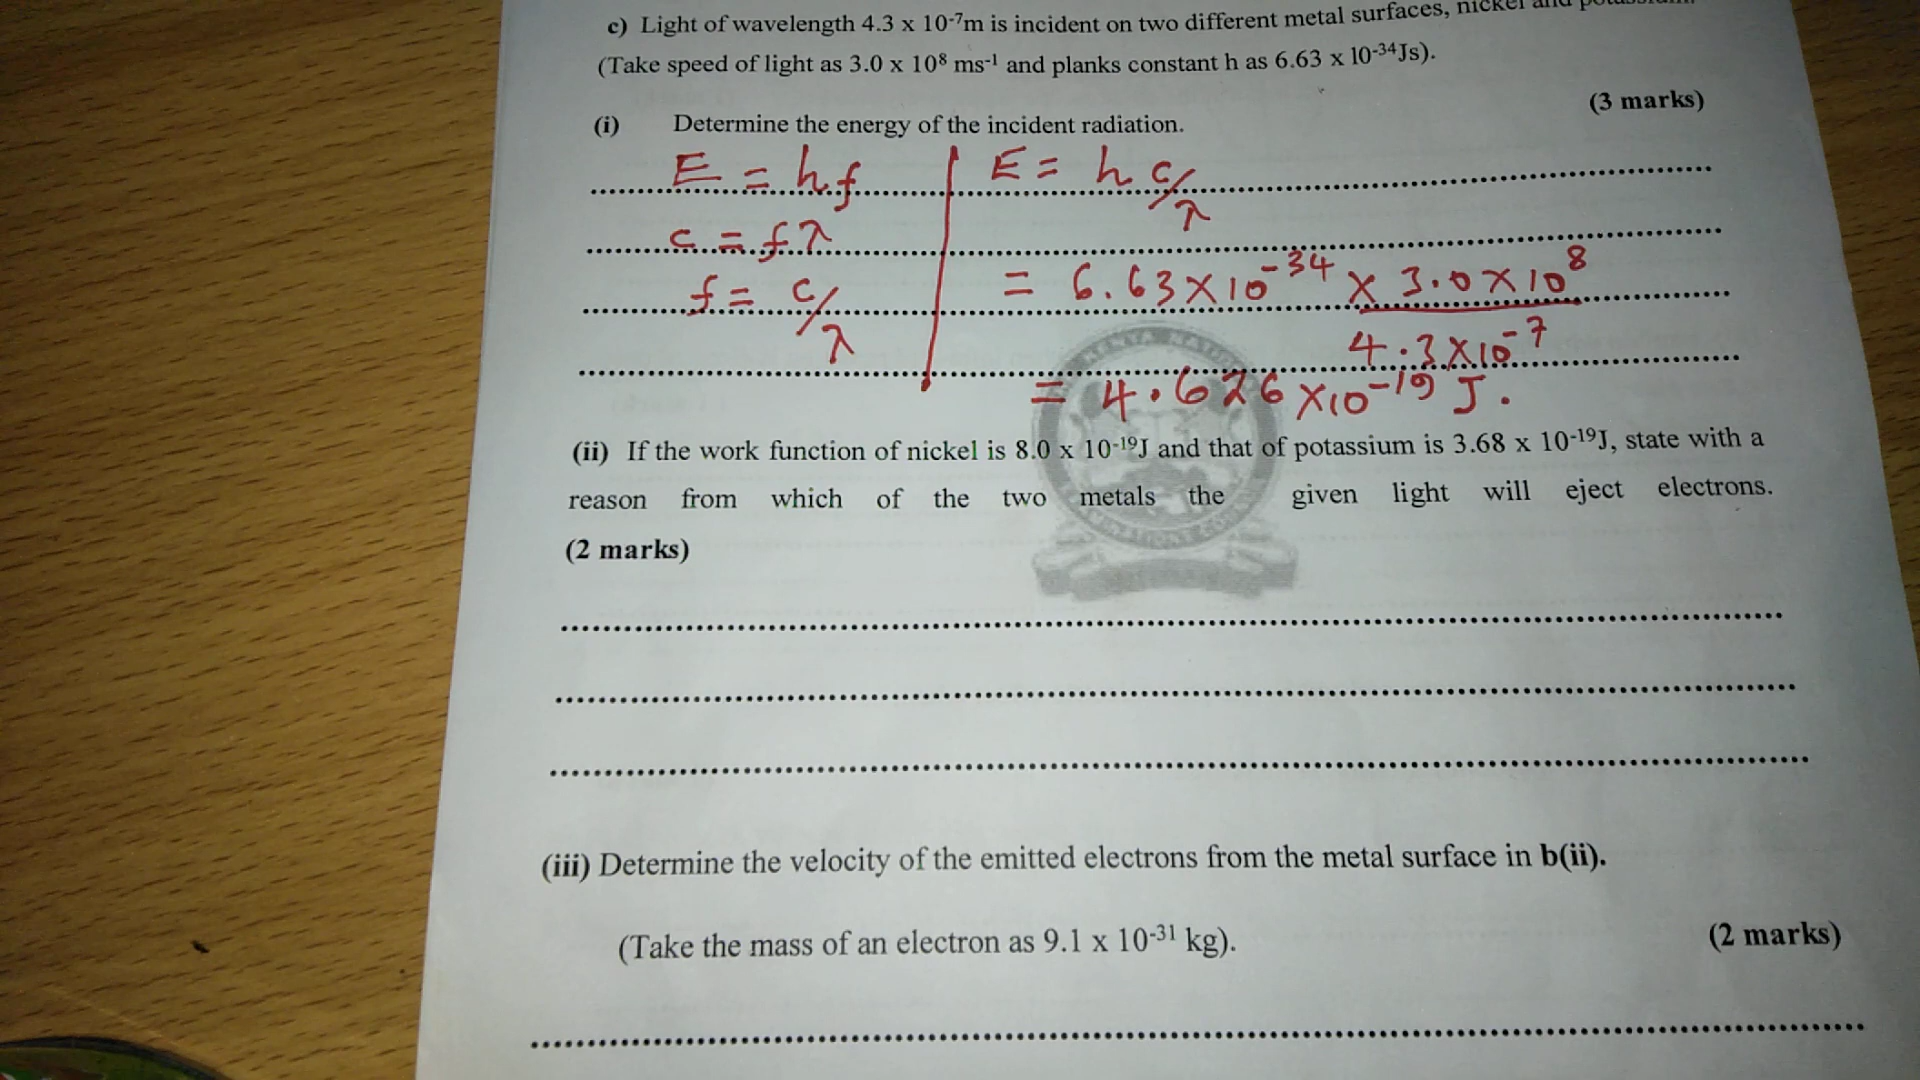 c) Light of wavelength 4.3 x 10⁻⁷m is incident on two different metal surfaces, nickel and potassium.
(Take speed of light as 3.0 x 10⁸ ms⁻¹ and planks constant h as 6.63 x 10⁻³⁴Js).
(3 marks)
(i) Determine the energy of the incident radiation.
E = hf
c = fλ
f = c/λ
E = h c/λ
= 6.63 × 10⁻³⁴ × 3.0 × 10⁸
4.3 × 10⁻⁷
= 4.626 × 10⁻¹⁹ J.
(ii) If the work function of nickel is 8.0 x 10⁻¹⁹J and that of potassium is 3.68 x 10⁻¹⁹J, state with a
reason from which of the two metals the given light will eject electrons.
(2 marks)
(iii) Determine the velocity of the emitted electrons from the metal surface in b(ii).
(Take the mass of an electron as 9.1 x 10⁻³¹ kg).
(2 marks)